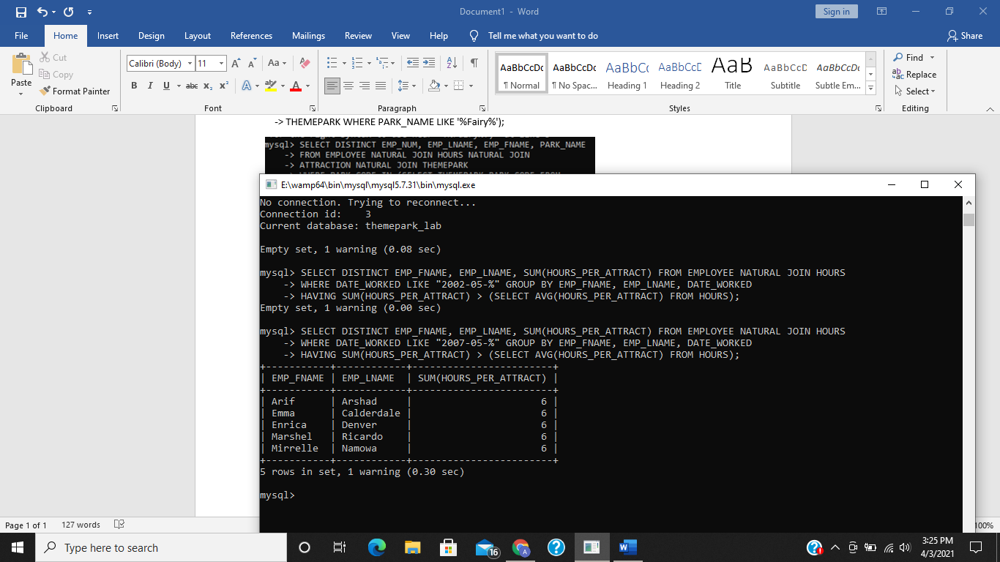 Document1 - Word
Sign in
File Home Insert Design Layout References Mailings Review View Help Tell me what you want to do Share
Paste
Cut
Copy
Format Painter
Clipboard
Calibri (Body) 11
Font
Paragraph
AaBbCcDc AaBbCcDc AaBbCc AaBbCcD AaB AaBbCcD AaBbCcDc
¶ Normal ¶ No Spac... Heading 1 Heading 2 Title Subtitle Subtle Em...
Styles
Find
Replace
Select
Editing
-> THEMEPARK WHERE PARK_NAME LIKE '%Fairy%');
mysql> SELECT DISTINCT EMP_NUM, EMP_LNAME, EMP_FNAME, PARK_NAME
-> FROM EMPLOYEE NATURAL JOIN HOURS NATURAL JOIN
-> ATTRACTION NATURAL JOIN THEMEPARK
E:\wamp64\bin\mysql\mysql5.7.31\bin\mysql.exe
No connection. Trying to reconnect...
Connection id:    3
Current database: themepark_lab
Empty set, 1 warning (0.08 sec)
mysql> SELECT DISTINCT EMP_FNAME, EMP_LNAME, SUM(HOURS_PER_ATTRACT) FROM EMPLOYEE NATURAL JOIN HOURS
    -> WHERE DATE_WORKED LIKE "2002-05-%" GROUP BY EMP_FNAME, EMP_LNAME, DATE_WORKED
    -> HAVING SUM(HOURS_PER_ATTRACT) > (SELECT AVG(HOURS_PER_ATTRACT) FROM HOURS);
Empty set, 1 warning (0.00 sec)
mysql> SELECT DISTINCT EMP_FNAME, EMP_LNAME, SUM(HOURS_PER_ATTRACT) FROM EMPLOYEE NATURAL JOIN HOURS
    -> WHERE DATE_WORKED LIKE "2007-05-%" GROUP BY EMP_FNAME, EMP_LNAME, DATE_WORKED
    -> HAVING SUM(HOURS_PER_ATTRACT) > (SELECT AVG(HOURS_PER_ATTRACT) FROM HOURS);
+-----------+------------+------------------------+
| EMP_FNAME | EMP_LNAME  | SUM(HOURS_PER_ATTRACT) |
+-----------+------------+------------------------+
| Arif      | Arshad     |                      6 |
| Emma      | Calderdale |                      6 |
| Enrica    | Denver     |                      6 |
| Marshel   | Ricardo    |                      6 |
| Mirrelle  | Namowa     |                      6 |
+-----------+------------+------------------------+
5 rows in set, 1 warning (0.30 sec)
mysql>
Page 1 of 1 127 words 100%
Type here to search
16
3:25 PM
4/3/2021